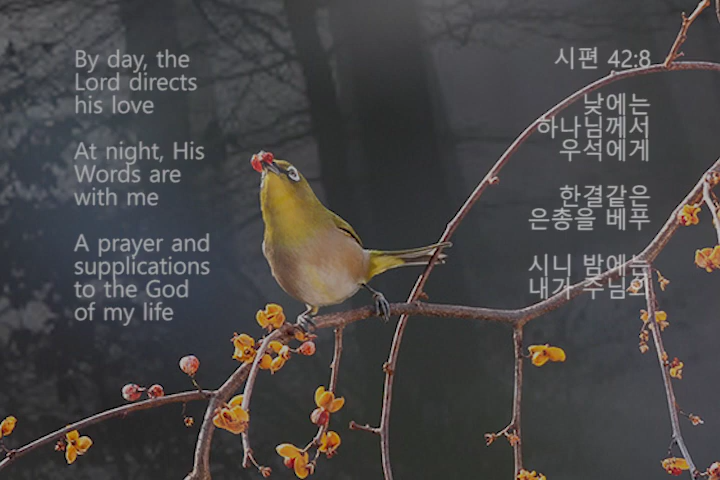 By day, the
Lord directs
his love
At night, His
Words are
with me
A prayer and
supplications
to the God
of my life
시편 42:8
낮에는
하나님께서
우석에게
한결같은
은총을 베푸
시니 밤에는
내가 주님의